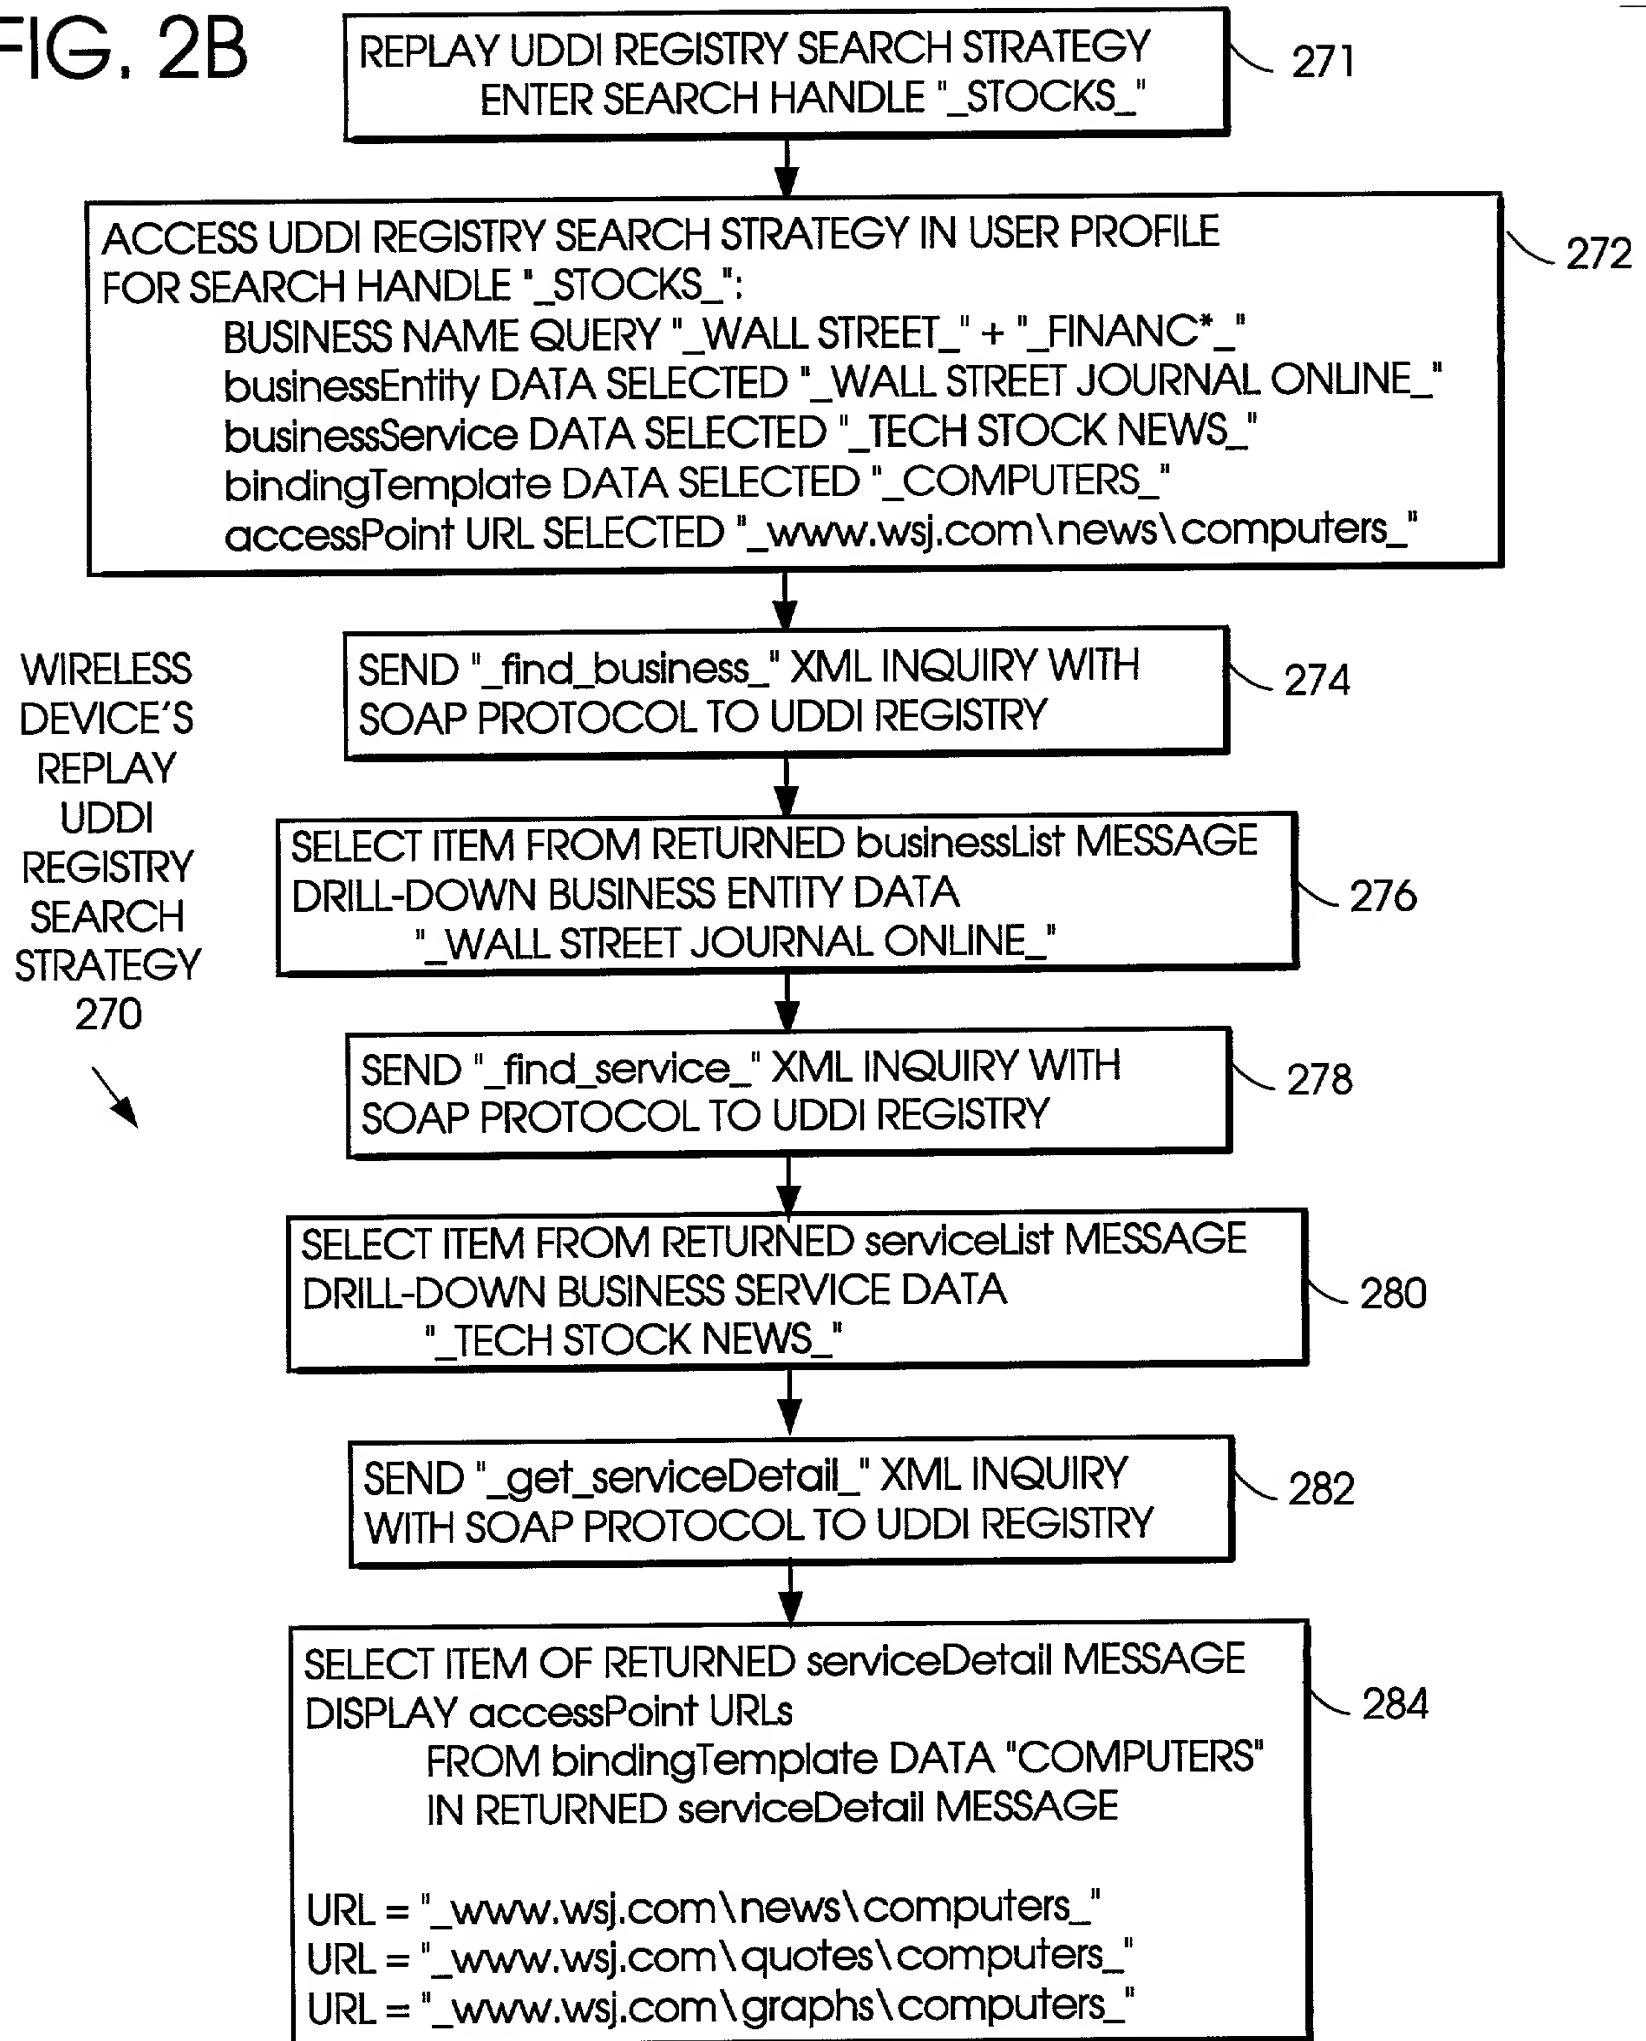 FIG. 2B
REPLAY UDDI REGISTRY SEARCH STRATEGY
ENTER SEARCH HANDLE "_STOCKS_"
271
ACCESS UDDI REGISTRY SEARCH STRATEGY IN USER PROFILE
FOR SEARCH HANDLE "_STOCKS_":
BUSINESS NAME QUERY "_WALL STREET_" + "_FINANC*_"
businessEntity DATA SELECTED "_WALL STREET JOURNAL ONLINE_"
businessService DATA SELECTED "_TECH STOCK NEWS_"
bindingTemplate DATA SELECTED "_COMPUTERS_"
accessPoint URL SELECTED "_www.wsj.com\news\computers_"
272
WIRELESS
DEVICE'S
REPLAY
UDDI
REGISTRY
SEARCH
STRATEGY
270
SEND "_find_business_" XML INQUIRY WITH
SOAP PROTOCOL TO UDDI REGISTRY
274
SELECT ITEM FROM RETURNED businessList MESSAGE
DRILL-DOWN BUSINESS ENTITY DATA
"_WALL STREET JOURNAL ONLINE_"
276
SEND "_find_service_" XML INQUIRY WITH
SOAP PROTOCOL TO UDDI REGISTRY
278
SELECT ITEM FROM RETURNED serviceList MESSAGE
DRILL-DOWN BUSINESS SERVICE DATA
"_TECH STOCK NEWS_"
280
SEND "_get_serviceDetail_" XML INQUIRY
WITH SOAP PROTOCOL TO UDDI REGISTRY
282
SELECT ITEM OF RETURNED serviceDetail MESSAGE
DISPLAY accessPoint URLs
FROM bindingTemplate DATA "COMPUTERS"
IN RETURNED serviceDetail MESSAGE
URL = "_www.wsj.com\news\computers_"
URL = "_www.wsj.com\quotes\computers_"
URL = "_www.wsj.com\graphs\computers_"
284